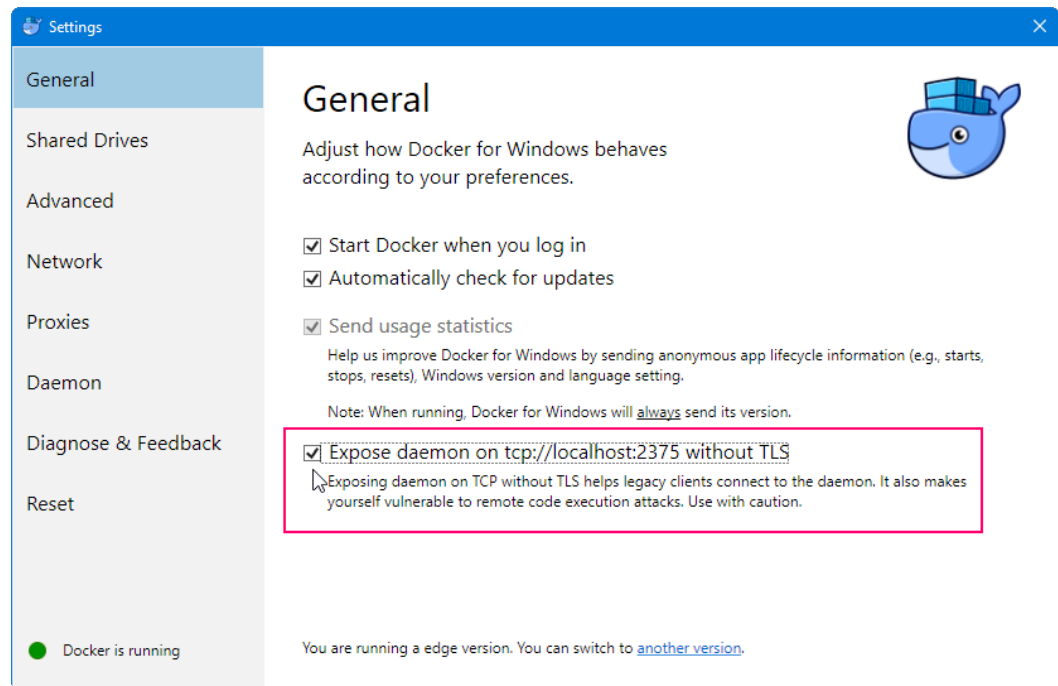 Settings
General
Shared Drives
Advanced
Network
Proxies
Daemon
Diagnose & Feedback
Reset
Docker is running
General
Adjust how Docker for Windows behaves
according to your preferences.
Start Docker when you log in
Automatically check for updates
Send usage statistics
Help us improve Docker for Windows by sending anonymous app lifecycle information (e.g., starts,
stops, resets), Windows version and language setting.
Note: When running, Docker for Windows will always send its version.
Expose daemon on tcp://localhost:2375 without TLS
Exposing daemon on TCP without TLS helps legacy clients connect to the daemon. It also makes
yourself vulnerable to remote code execution attacks. Use with caution.
You are running a edge version. You can switch to another version.